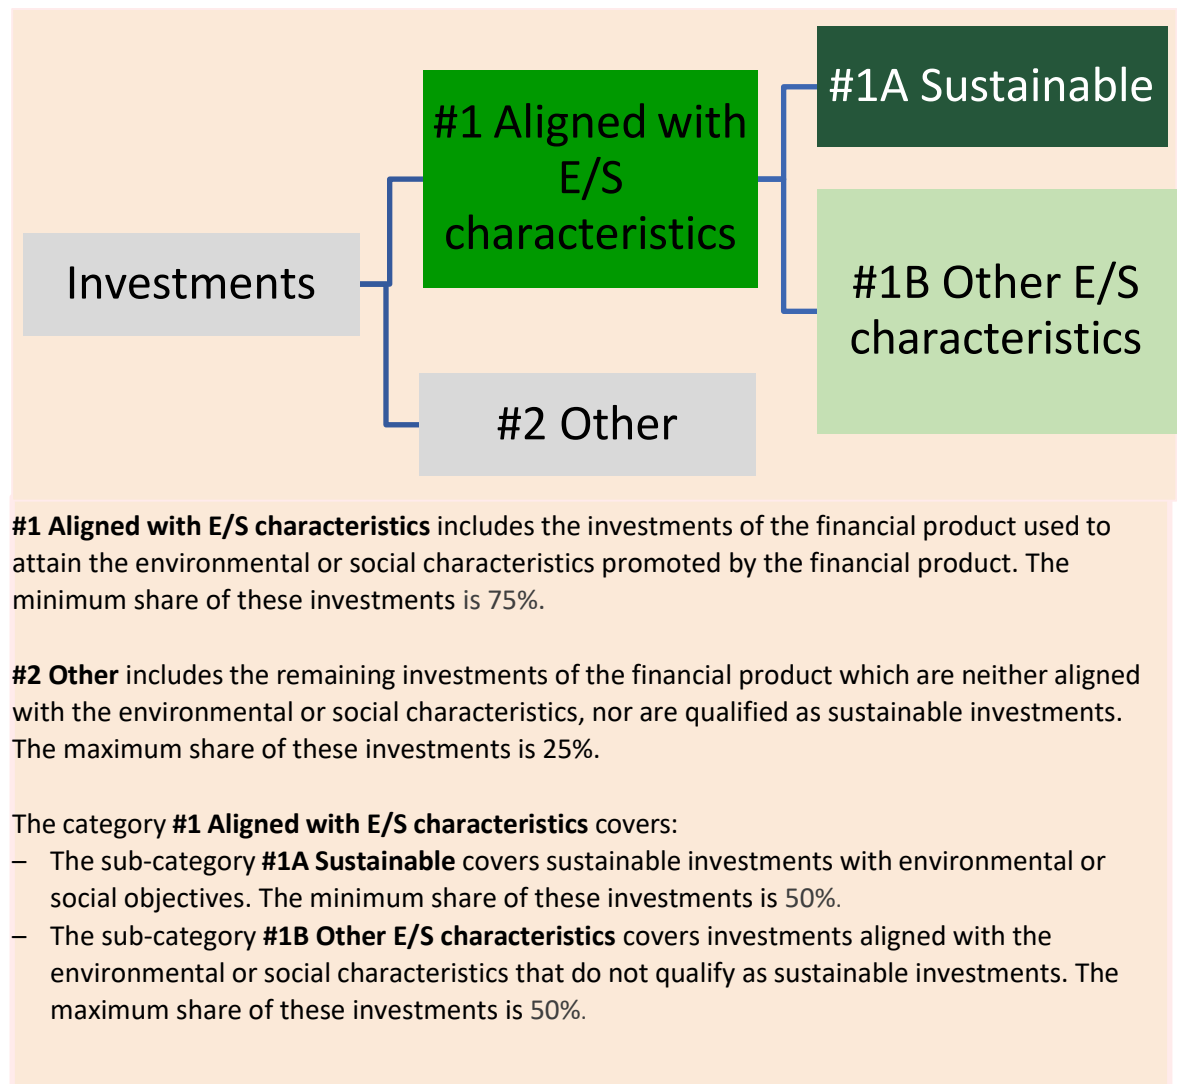 #1A Sustainable
#1 Aligned with
E/S
characteristics
Investments
#1B Other E/S
characteristics
#2 Other
#1 Aligned with E/S characteristics includes the investments of the financial product used to
attain the environmental or social characteristics promoted by the financial product. The
minimum share of these investments is 75%.
#2 Other includes the remaining investments of the financial product which are neither aligned
with the environmental or social characteristics, nor are qualified as sustainable investments.
The maximum share of these investments is 25%.
The category #1 Aligned with E/S characteristics covers:
– The sub-category #1A Sustainable covers sustainable investments with environmental or
social objectives. The minimum share of these investments is 50%.
– The sub-category #1B Other E/S characteristics covers investments aligned with the
environmental or social characteristics that do not qualify as sustainable investments. The
maximum share of these investments is 50%.